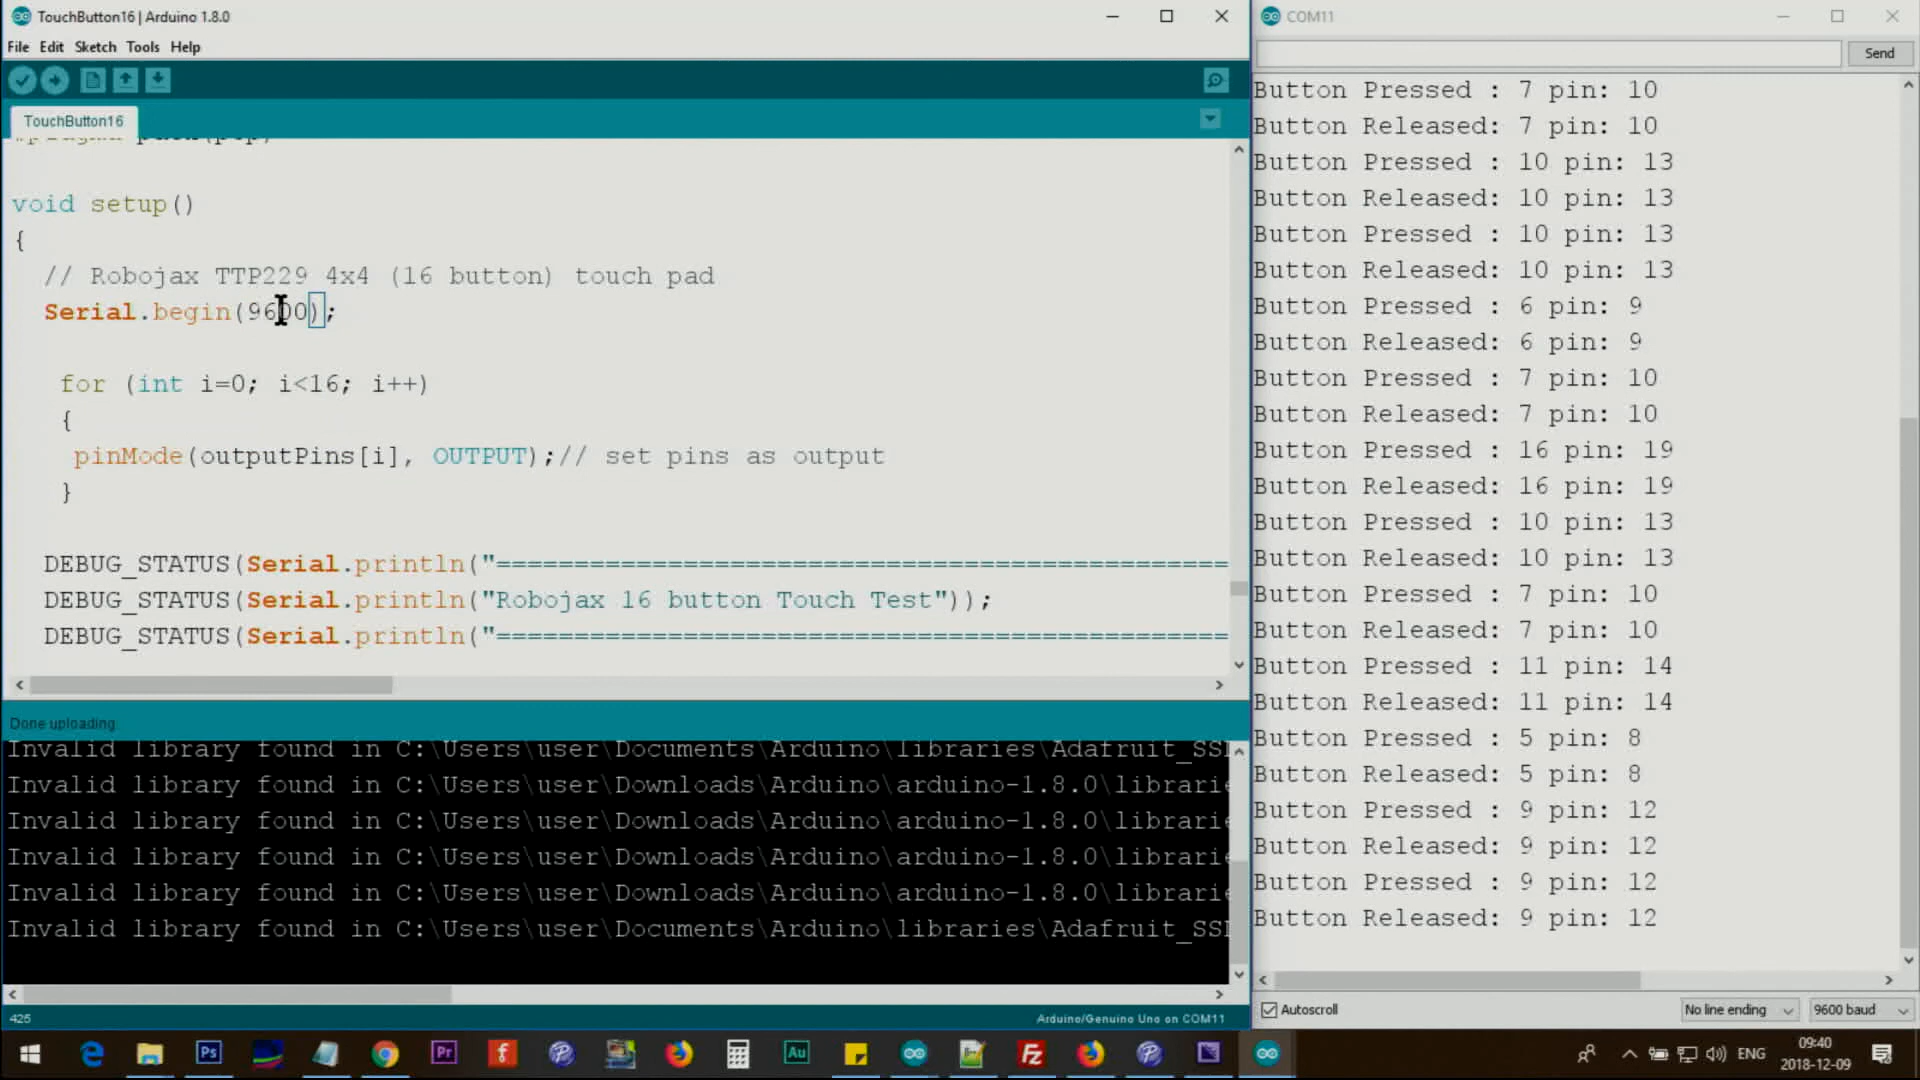 TouchButton16 | Arduino 1.8.0
File Edit Sketch Tools Help
TouchButton16
void setup()
{
// Robojax TTP229 4x4 (16 button) touch pad
Serial.begin(9600);
for (int i=0; i<16; i++)
{
pinMode(outputPins[i], OUTPUT);// set pins as output
}
DEBUG_STATUS(Serial.println("===============================================
DEBUG_STATUS(Serial.println("Robojax 16 button Touch Test"));
DEBUG_STATUS(Serial.println("===============================================
Done uploading.
Invalid library found in C:\Users\user\Documents\Arduino\libraries\Adafruit_SS
Invalid library found in C:\Users\user\Downloads\Arduino\arduino-1.8.0\librarie
Invalid library found in C:\Users\user\Downloads\Arduino\arduino-1.8.0\librarie
Invalid library found in C:\Users\user\Downloads\Arduino\arduino-1.8.0\librarie
Invalid library found in C:\Users\user\Downloads\Arduino\arduino-1.8.0\librarie
Invalid library found in C:\Users\user\Documents\Arduino\libraries\Adafruit_SS
425
Arduino/Genuino Uno on COM11
COM11
Send
Button Pressed : 7 pin: 10
Button Released: 7 pin: 10
Button Pressed : 10 pin: 13
Button Released: 10 pin: 13
Button Pressed : 10 pin: 13
Button Released: 10 pin: 13
Button Pressed : 6 pin: 9
Button Released: 6 pin: 9
Button Pressed : 7 pin: 10
Button Released: 7 pin: 10
Button Pressed : 16 pin: 19
Button Released: 16 pin: 19
Button Pressed : 10 pin: 13
Button Released: 10 pin: 13
Button Pressed : 7 pin: 10
Button Released: 7 pin: 10
Button Pressed : 11 pin: 14
Button Released: 11 pin: 14
Button Pressed : 5 pin: 8
Button Released: 5 pin: 8
Button Pressed : 9 pin: 12
Button Released: 9 pin: 12
Button Pressed : 9 pin: 12
Button Released: 9 pin: 12
Autoscroll
No line ending
9600 baud
Ps
Pr
Au
Fz
ENG
09:40
2018-12-09